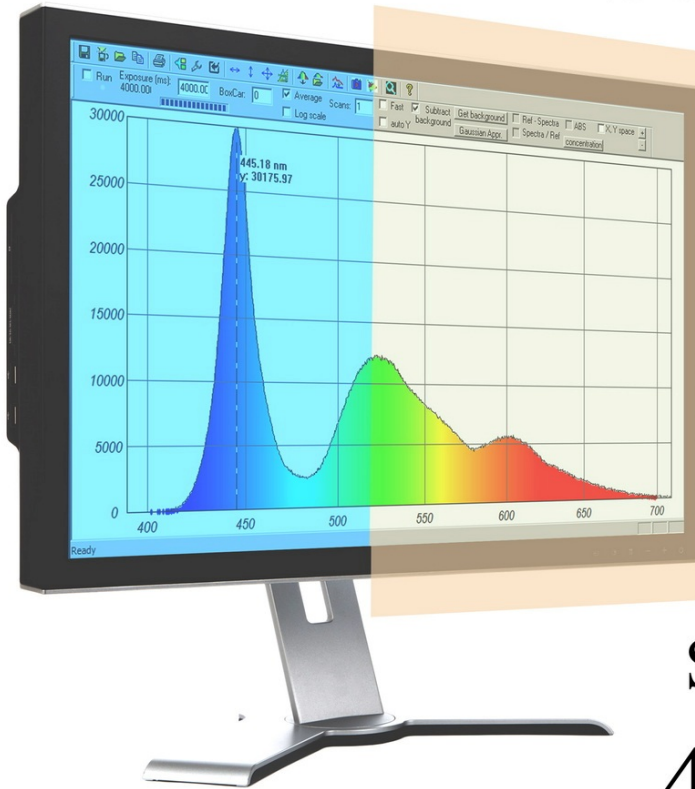 Run Exposure (ms): 4000.00 4000.0C BoxCar: 0 Average Scans: 1 Log scale
Fast Subtract background Get background Ref - Spectra ABS X, Y space
auto Y Gaussian Appr. Spectra / Ref concentration
30000
445.18 nm
y: 30175.97
25000
20000
15000
10000
5000
0
400 450 500 550 600 650 700
Ready
S